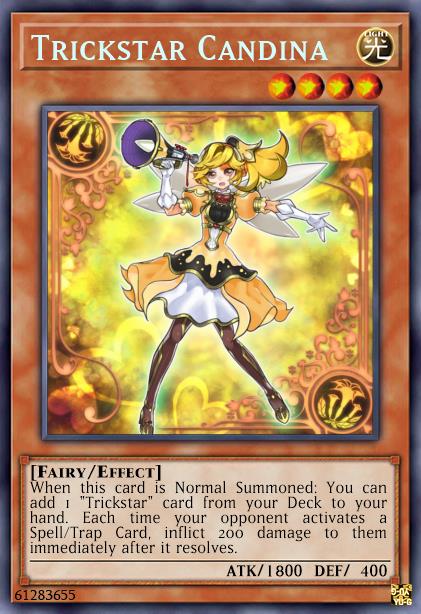 TRICKSTAR CANDINA
LIGHT
光
[FAIRY/EFFECT]
When this card is Normal Summoned: You can
add 1 "Trickstar" card from your Deck to your
hand. Each time your opponent activates a
Spell/Trap Card, inflict 200 damage to them
immediately after it resolves.
ATK/1800 DEF/ 400
61283655